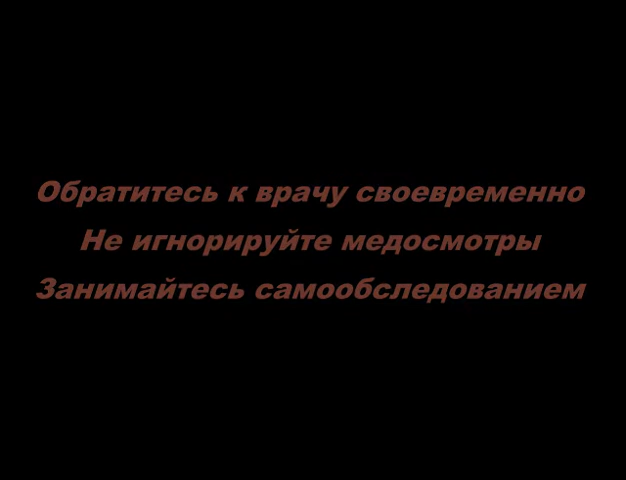 Обратитесь к врачу своевременно
Не игнорируйте медосмотры
Занимайтесь самообследованием